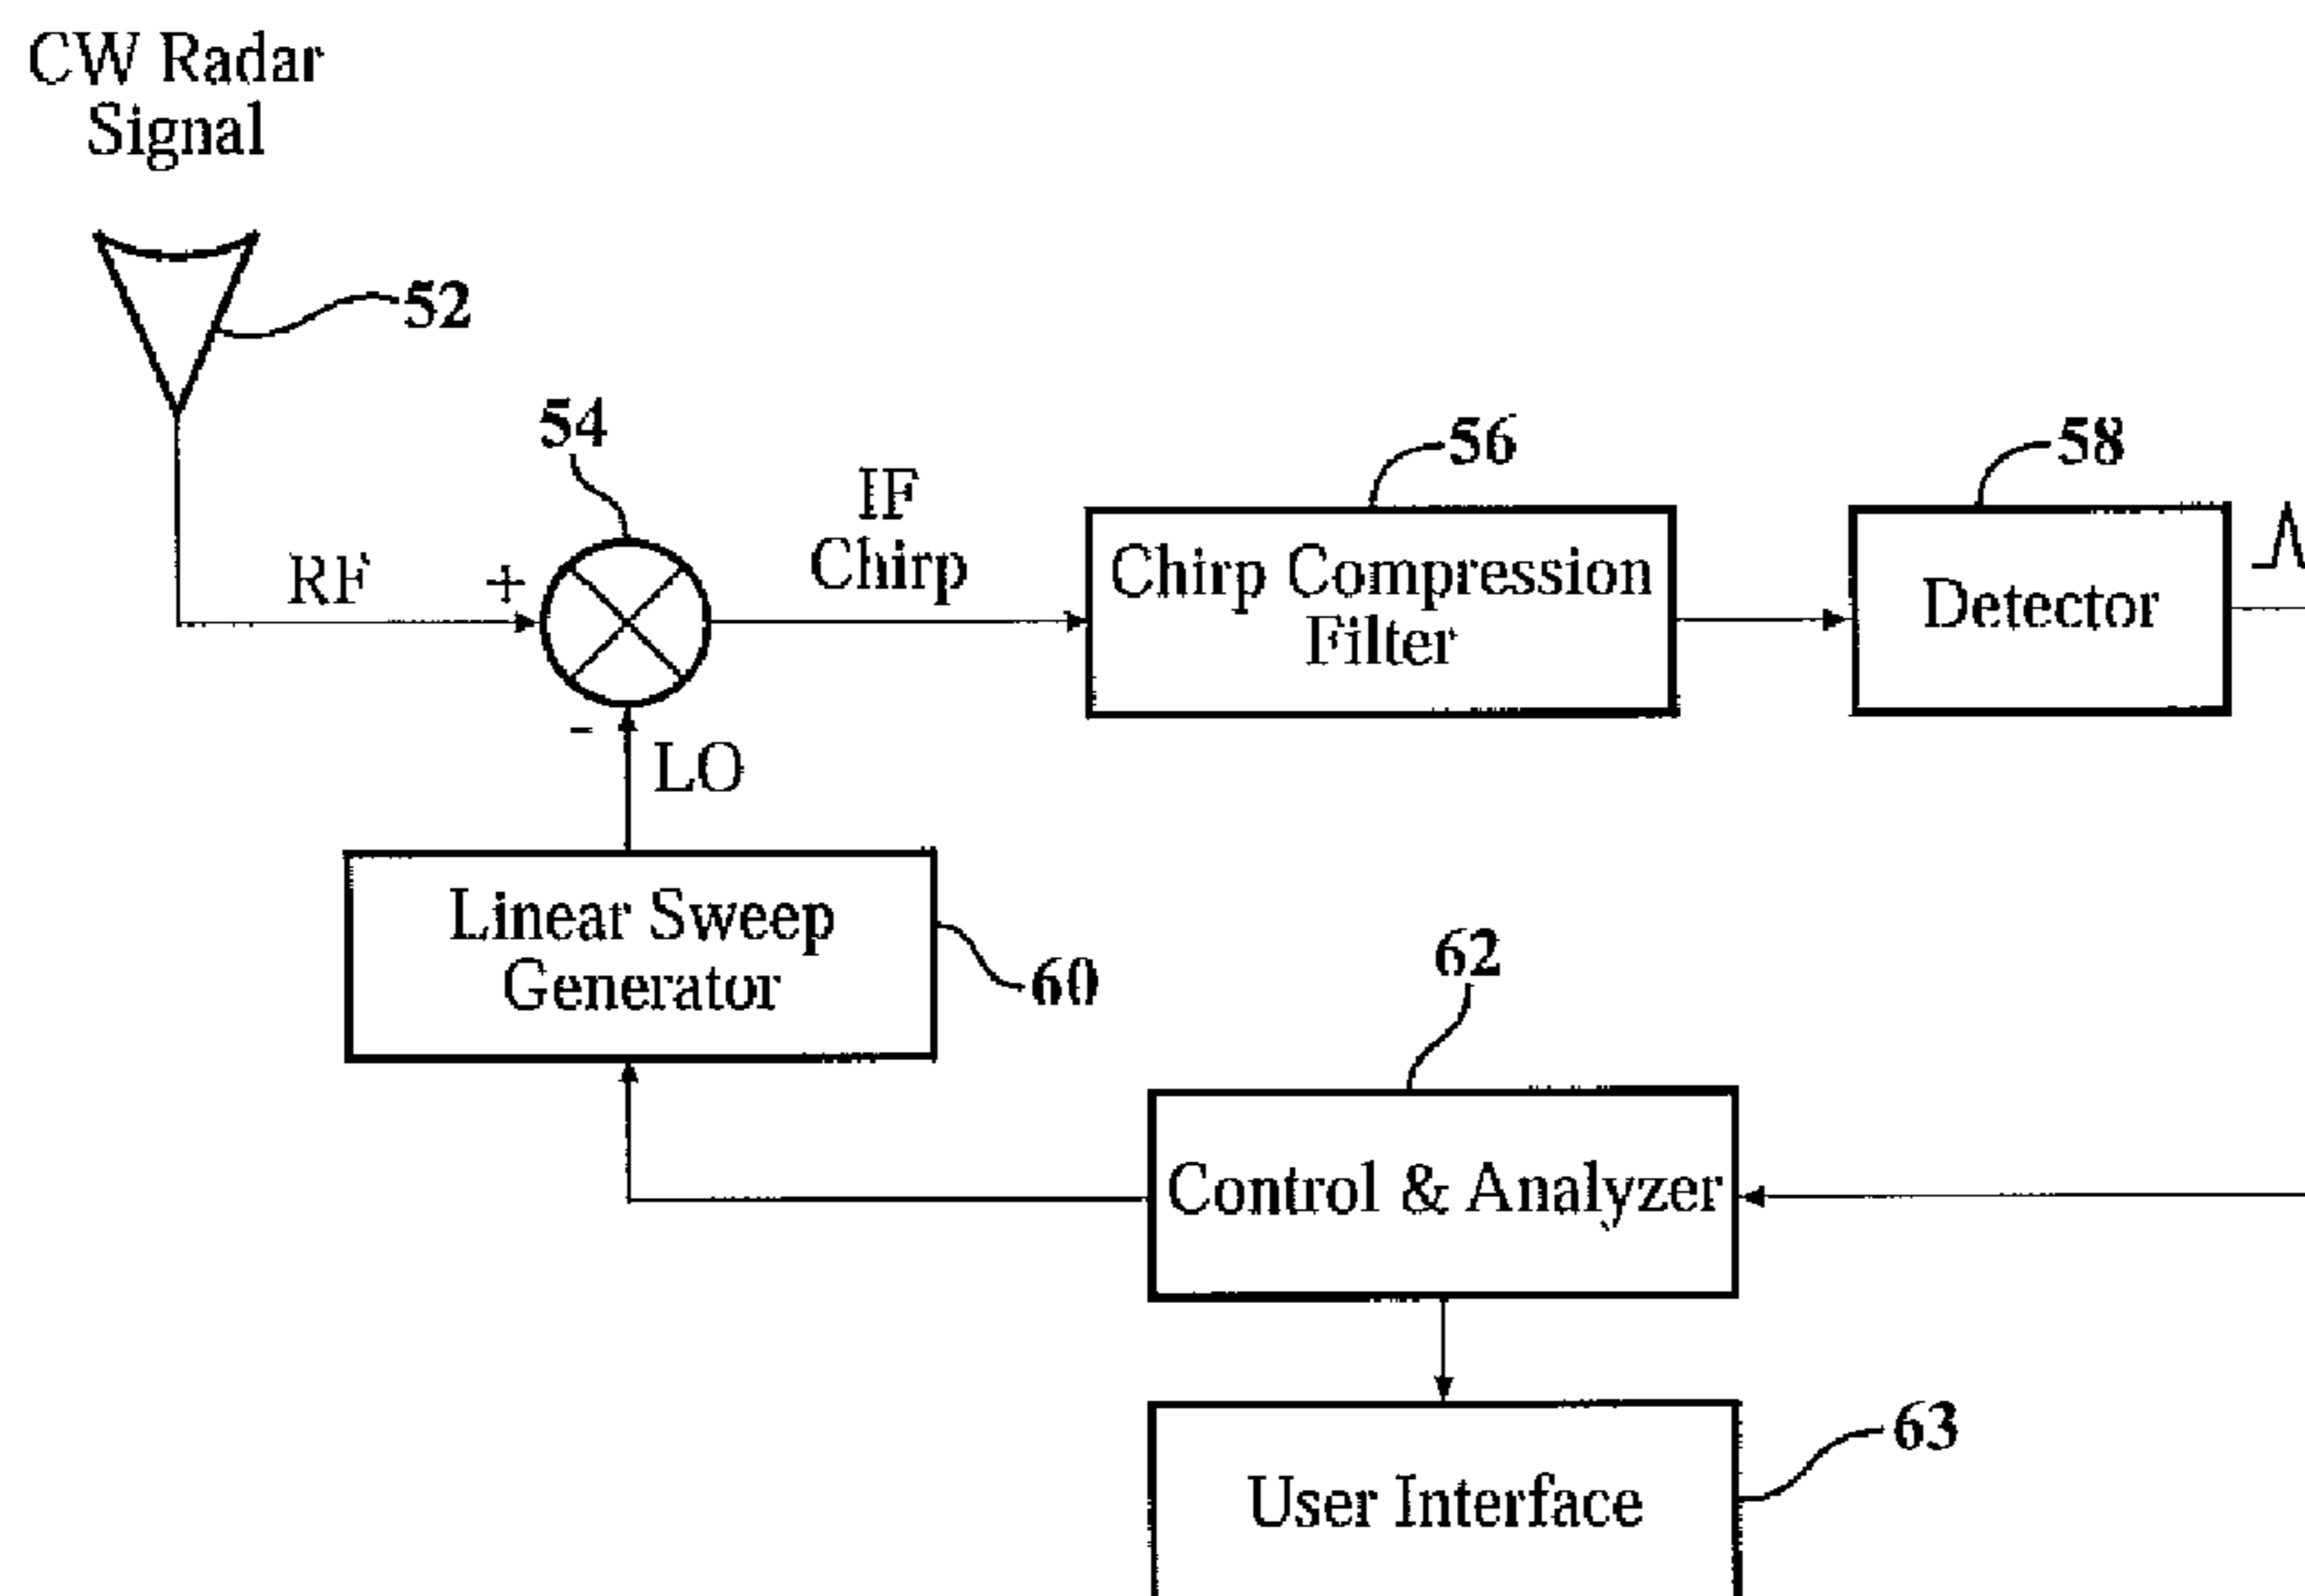 CW Radar
Signal
52
54
56
58
IF
Chirp
RF
+
Chirp Compression
Filter
Detector
-
LO
Linear Sweep
Generator
60
62
Control & Analyzer
63
User Interface